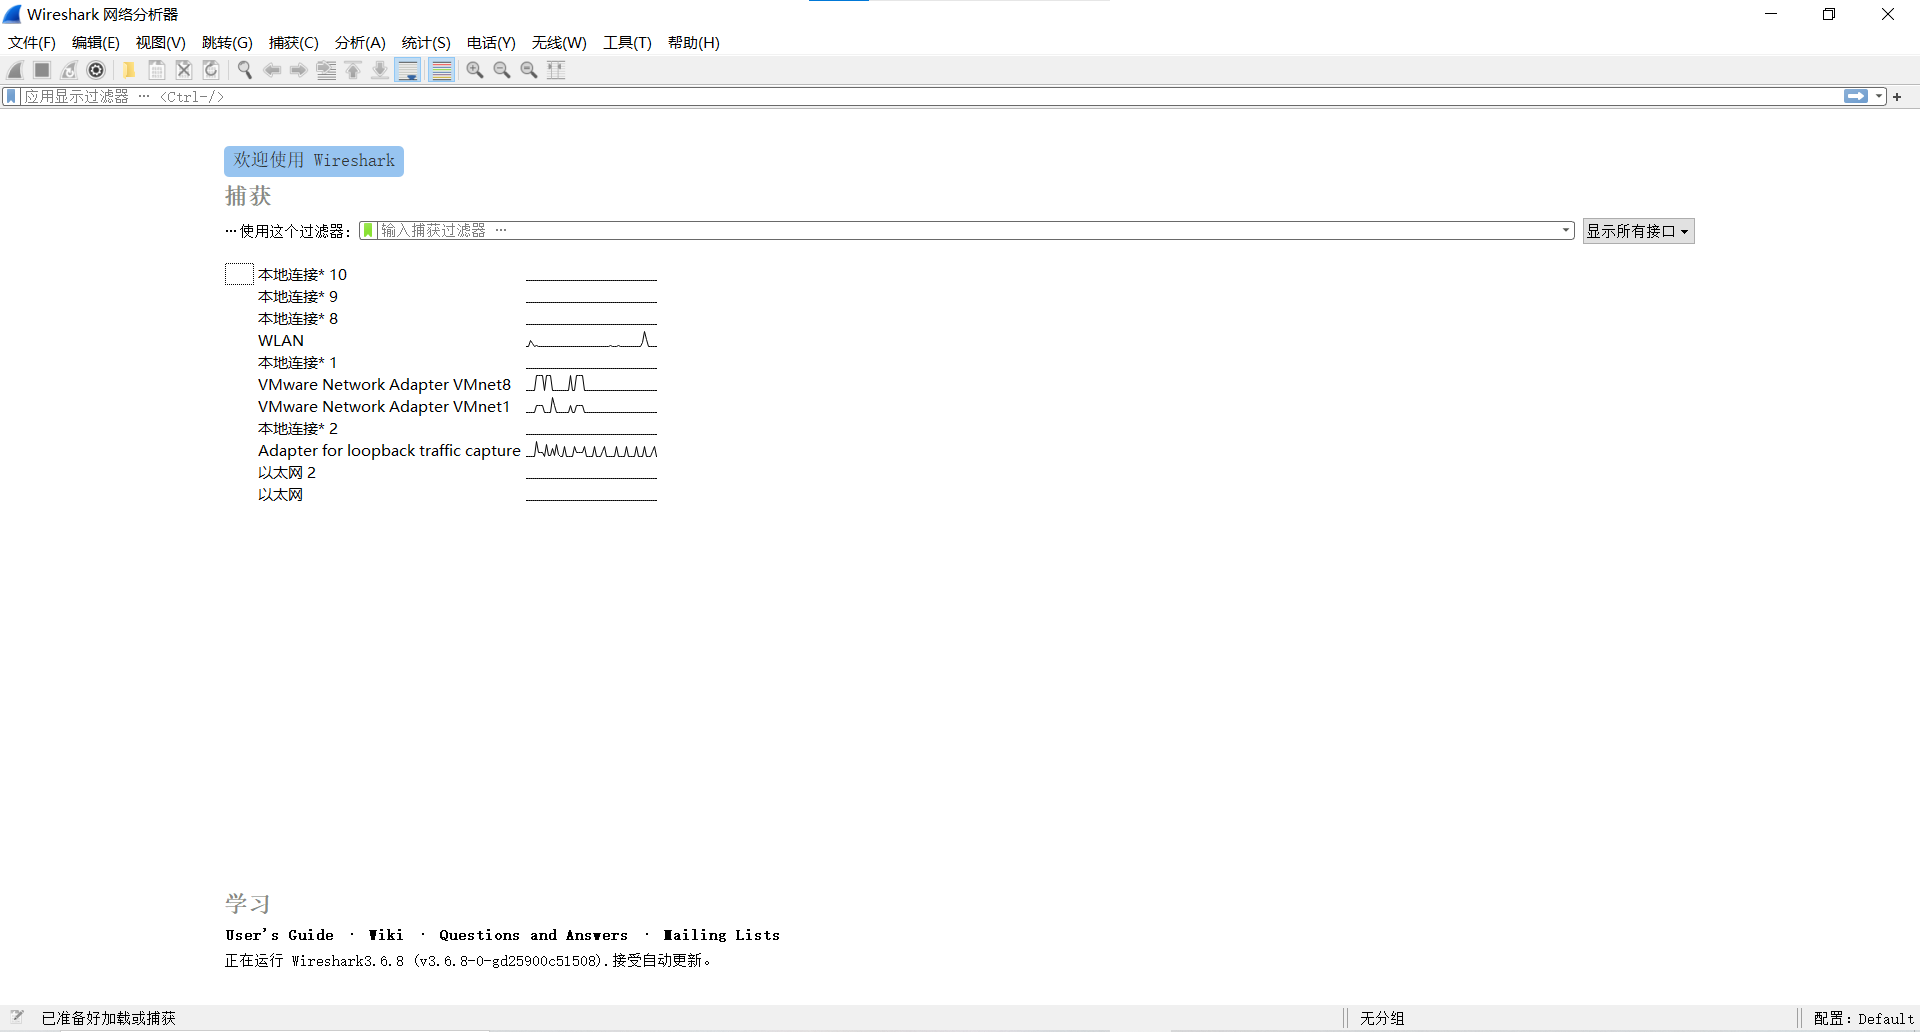 Wireshark 网络分析器
文件(F) 编辑(E) 视图(V) 跳转(G) 捕获(C) 分析(A) 统计(S) 电话(Y) 无线(W) 工具(T) 帮助(H)
应用显示过滤器 … <Ctrl-/>
欢迎使用 Wireshark
捕获
…使用这个过滤器: 输入捕获过滤器 … 显示所有接口
本地连接* 10
本地连接* 9
本地连接* 8
WLAN
本地连接* 1
VMware Network Adapter VMnet8
VMware Network Adapter VMnet1
本地连接* 2
Adapter for loopback traffic capture
以太网 2
以太网
学习
User's Guide · Wiki · Questions and Answers · Mailing Lists
正在运行 Wireshark3.6.8 (v3.6.8-0-gd25900c51508).接受自动更新。
已准备好加载或捕获 无分组 配置: Default